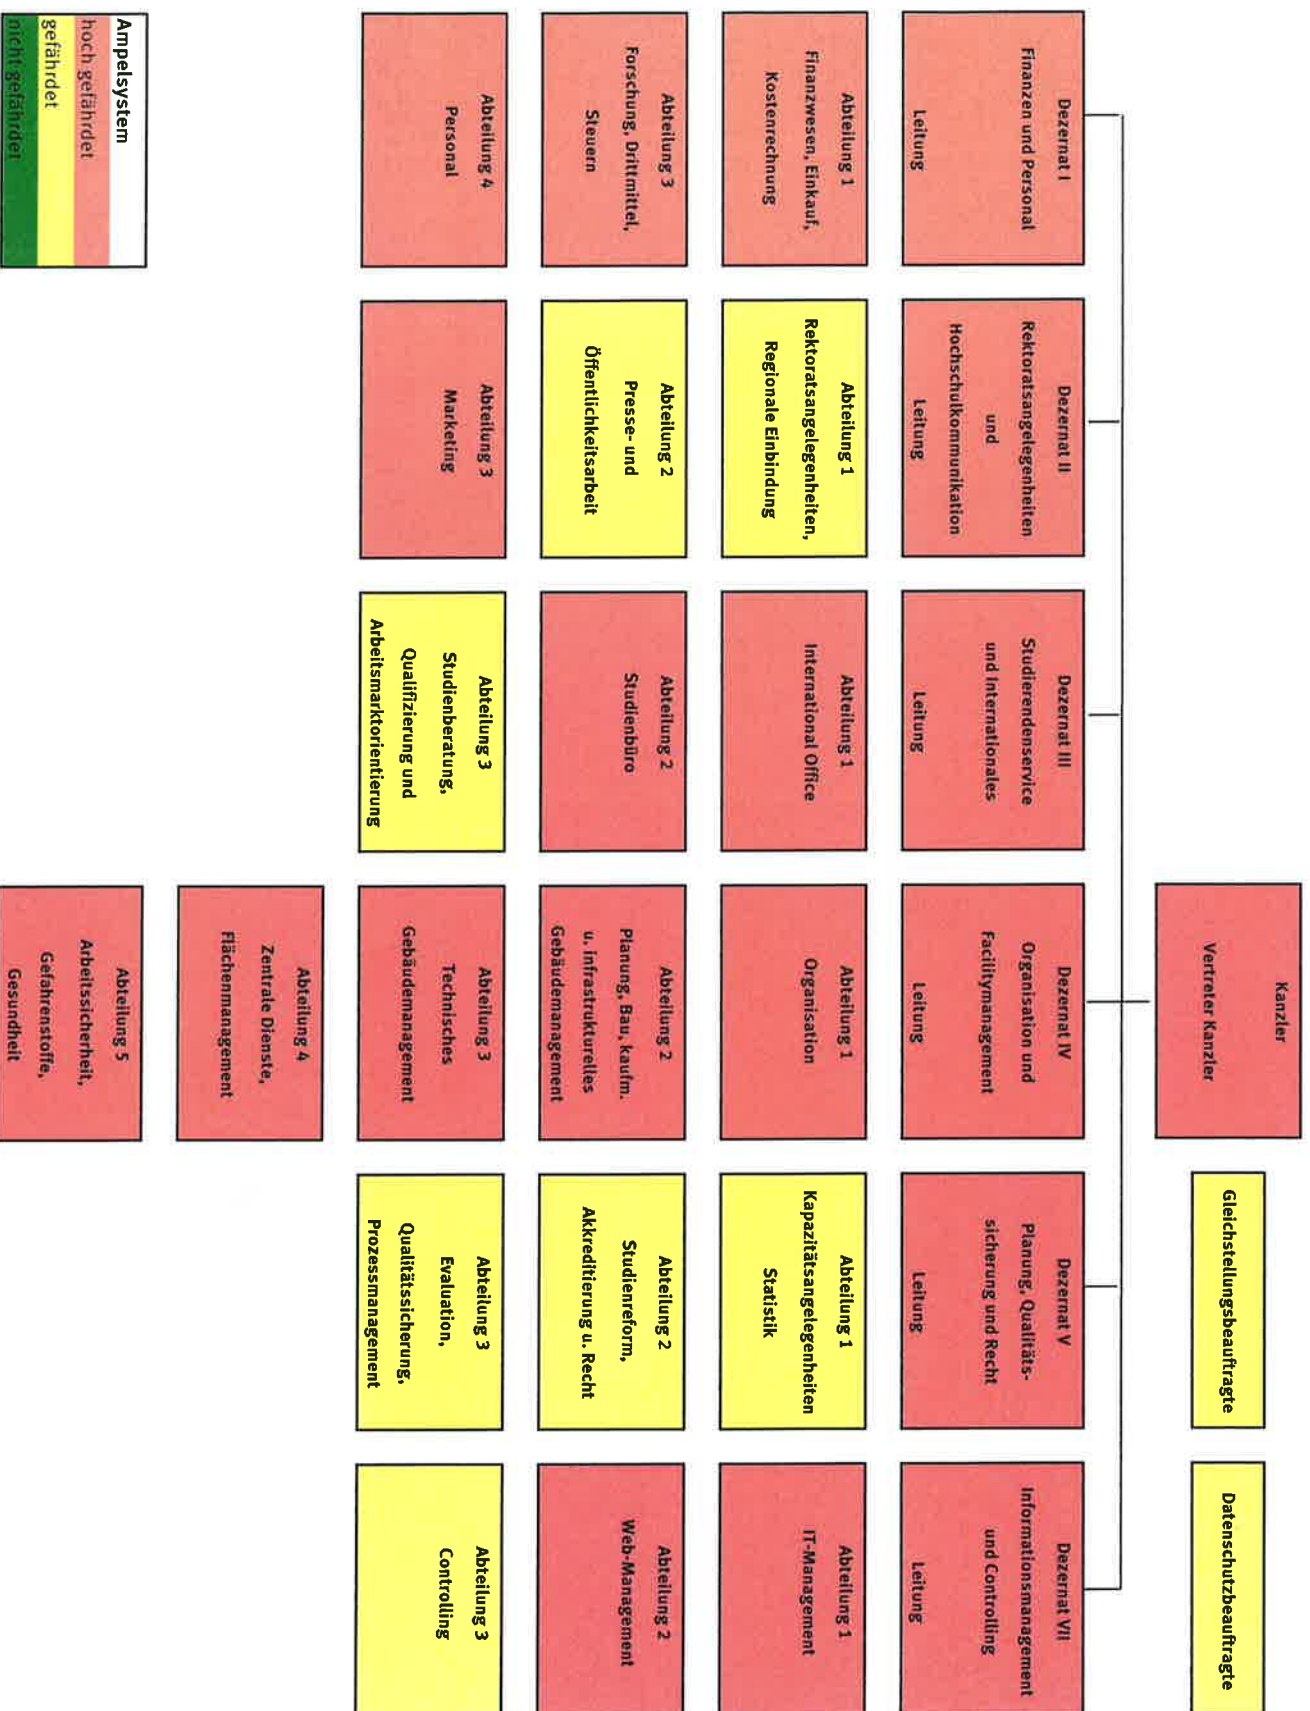 Kanzler
Vertreter Kanzler
Gleichstellungsbeauftragte
Datenschutzbeauftragte
Dezernat I
Finanzen und Personal
Leitung
Abteilung 1
Finanzwesen, Einkauf,
Kostenrechnung
Abteilung 3
Forschung, Drittmittel,
Steuern
Abteilung 4
Personal
Dezernat II
Rektoratsangelegenheiten
und
Hochschulkommunikation
Leitung
Abteilung 1
Rektoratsangelegenheiten,
Regionale Einbindung
Abteilung 2
Presse- und
Öffentlichkeitsarbeit
Abteilung 3
Marketing
Dezernat III
Studierendenservice
und Internationales
Leitung
Abteilung 1
International Office
Abteilung 2
Studienbüro
Abteilung 3
Studienberatung,
Qualifizierung und
Arbeitsmarktorientierung
Dezernat IV
Organisation und
Facilitymanagement
Leitung
Abteilung 1
Organisation
Abteilung 2
Planung, Bau, kaufm.
u. infrastrukturelles
Gebäudemanagement
Abteilung 3
Technisches
Gebäudemanagement
Abteilung 4
Zentrale Dienste,
Flächenmanagement
Abteilung 5
Arbeitssicherheit,
Gefahrenstoffe,
Gesundheit
Dezernat V
Planung, Qualitäts-
sicherung und Recht
Leitung
Abteilung 1
Kapazitätsangelegenheiten
Statistik
Abteilung 2
Studienreform,
Akkreditierung u. Recht
Abteilung 3
Evaluation,
Qualitätssicherung,
Prozessmanagement
Dezernat VII
Informationsmanagement
und Controlling
Leitung
Abteilung 1
IT-Management
Abteilung 2
Web-Management
Abteilung 3
Controlling
Ampelsystem
hoch gefährdet
gefährdet
nicht gefährdet